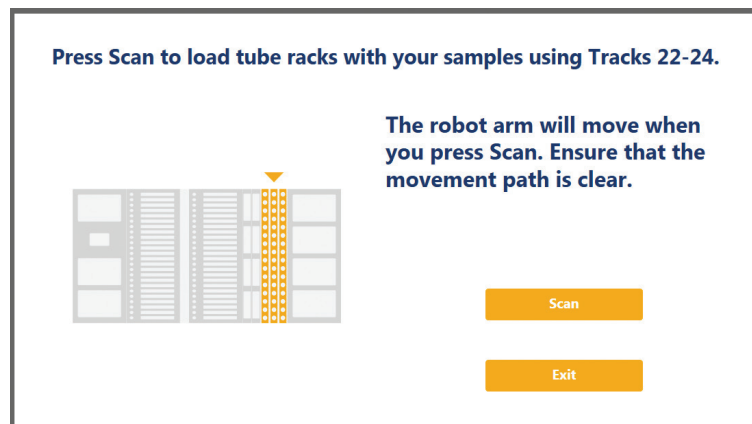 Press Scan to load tube racks with your samples using Tracks 22-24.
The robot arm will move when
you press Scan. Ensure that the
movement path is clear.
Scan
Exit